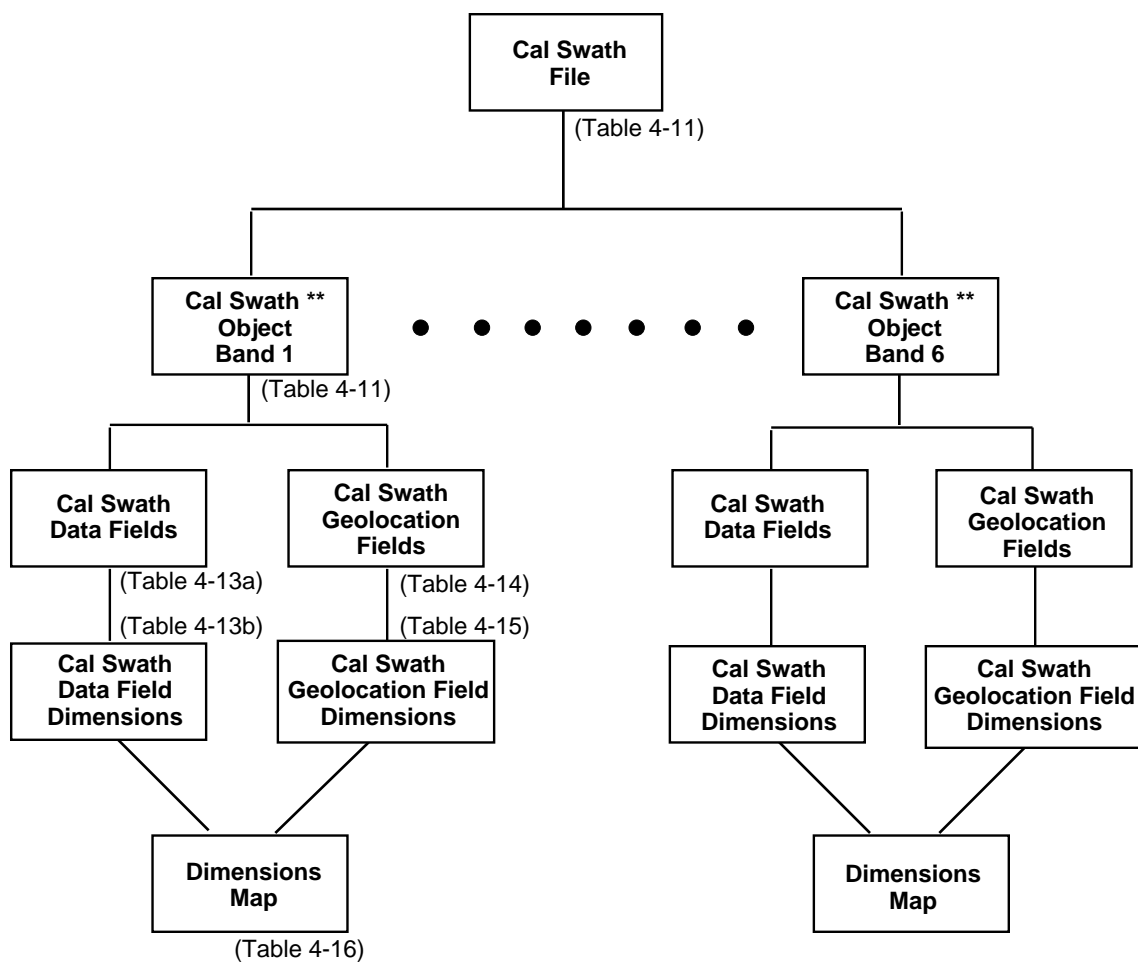 Cal Swath
File
(Table 4-11)
Cal Swath **
Object
Band 1
Cal Swath **
Object
Band 6
(Table 4-11)
Cal Swath
Data Fields
Cal Swath
Geolocation
Fields
Cal Swath
Data Fields
Cal Swath
Geolocation
Fields
(Table 4-13a)
(Table 4-14)
(Table 4-13b)
(Table 4-15)
Cal Swath
Data Field
Dimensions
Cal Swath
Geolocation Field
Dimensions
Cal Swath
Data Field
Dimensions
Cal Swath
Geolocation Field
Dimensions
Dimensions
Map
Dimensions
Map
(Table 4-16)